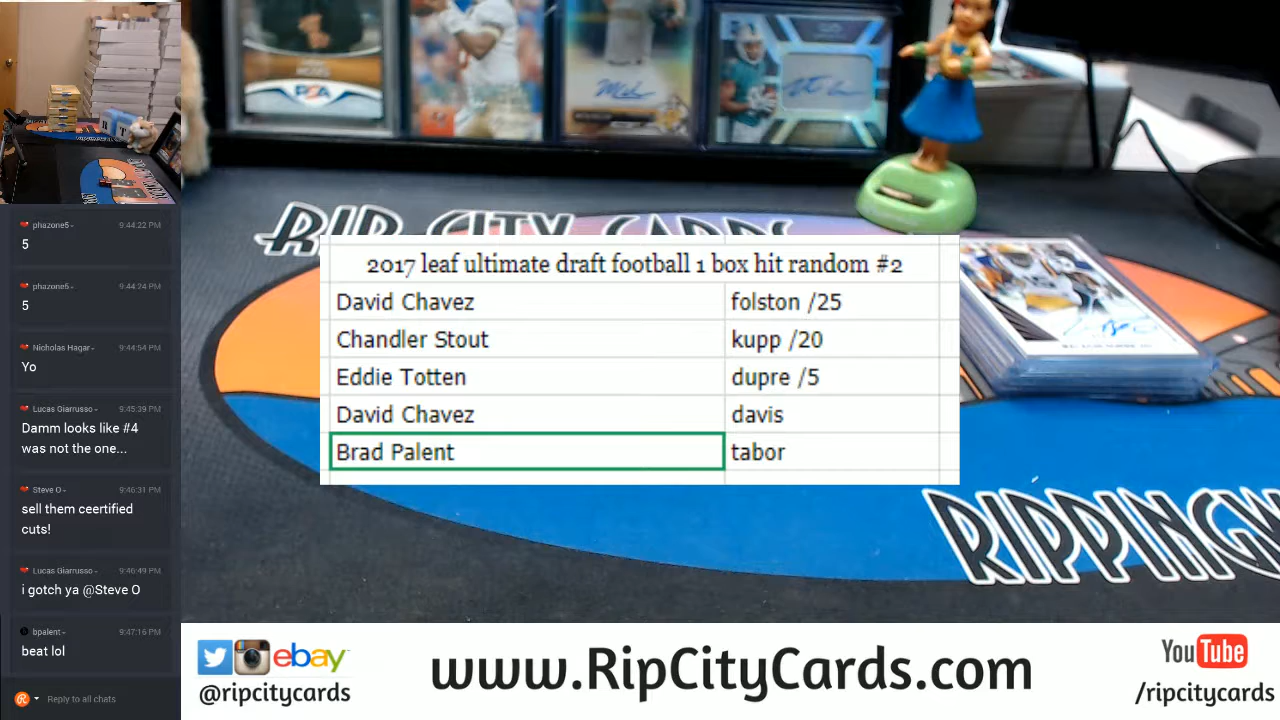 phazone5
9:44:22 PM
5
phazone5
9:44:24 PM
5
Nicholas Hagar
9:44:54 PM
Yo
Lucas Giarrusso
9:45:39 PM
Damm looks like #4
was not the one...
Steve O
9:46:31 PM
sell them ceertified
cuts!
Lucas Giarrusso
9:46:49 PM
i gotch ya @Steve O
bpalent
9:47:16 PM
beat lol
Reply to all chats
PSA
RIP CITY CARDS
2017 leaf ultimate draft football 1 box hit random #2
David Chavez folston /25
Chandler Stout kupp /20
Eddie Totten dupre /5
David Chavez davis
Brad Palent tabor
RIPPINGW
ebay
@ripcitycards
www.RipCityCards.com
YouTube
/ripcitycards